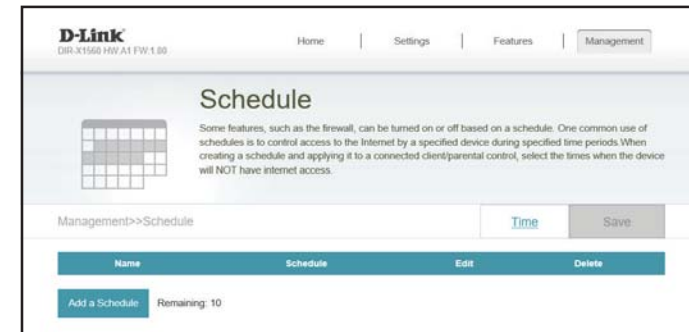 D-Link
DIR-X1560 HW:A1 FW:1.00
Home | Settings | Features | Management
Schedule
Some features, such as the firewall, can be turned on or off based on a schedule. One common use of
schedules is to control access to the Internet by a specified device during specified time periods.When
creating a schedule and applying it to a connected client/parental control, select the times when the device
will NOT have internet access.
Management>>Schedule
Time
Save
Name Schedule Edit Delete
Add a Schedule Remaining: 10